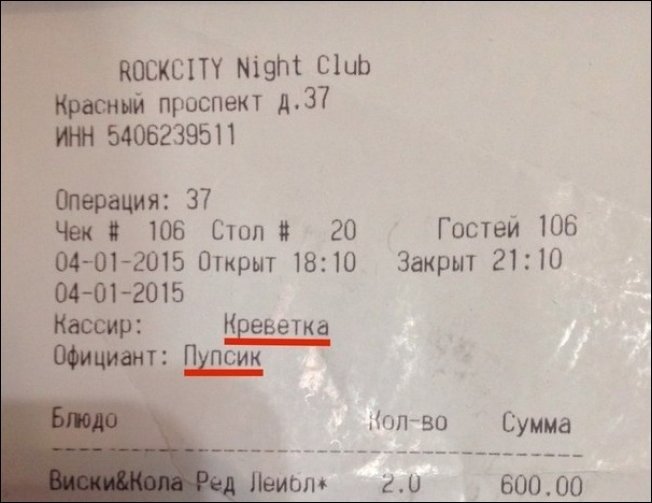 ROCKCITY Night Club
Красный проспект д.37
ИНН 5406239511
Операция: 37
Чек # 106 Стол # 20 Гостей 106
04-01-2015 Открыт 18:10 Закрыт 21:10
04-01-2015
Кассир: Креветка
Официант: Пупсик
Блюдо Кол-во Сумма
Виски&Кола Ред Лейбл* 2.0 600.00